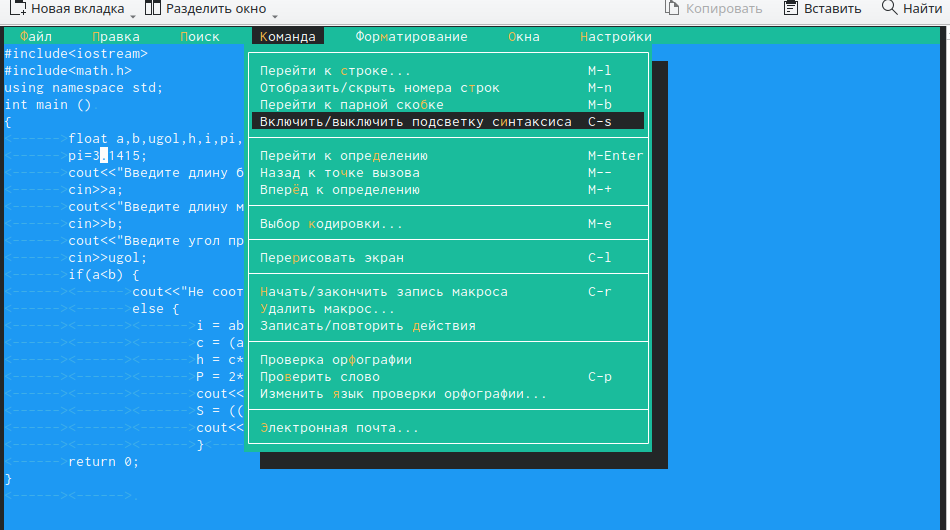 Новая вкладка Разделить окно Копировать Вставить Найти
Файл Правка Поиск Команда Форматирование Окна Настройки
#include<iostream>
#include<math.h> Перейти к строке... M-l
using namespace std; Отобразить/скрыть номера строк M-n
int main () Перейти к парной скобке M-b
{ Включить/выключить подсветку синтаксиса C-s
<------>float a,b,ugol,h,i,pi,
<------>pi=3.1415; Перейти к определению M-Enter
<------>cout<<"Введите длину б Назад к точке вызова M--
<------>cin>>a; Вперёд к определению M-+
<------>cout<<"Введите длину м
<------>cin>>b; Выбор кодировки... M-e
<------>cout<<"Введите угол пр
<------>cin>>ugol; Перерисовать экран C-l
<------>if(a<b) {
<------><------>cout<<"Не соот Начать/закончить запись макроса C-r
<------><------>else { Удалить макрос...
<------><------><------>i = ab Записать/повторить действия
<------><------><------>c = (a
<------><------><------>h = c* Проверка орфографии
<------><------><------>P = 2* Проверить слово C-p
<------><------><------>cout<< Изменить язык проверки орфографии...
<------><------><------>S = ((
<------><------><------>cout<< Электронная почта...
<------><------><------>}<----
<------>return 0;
}
<------><------>.